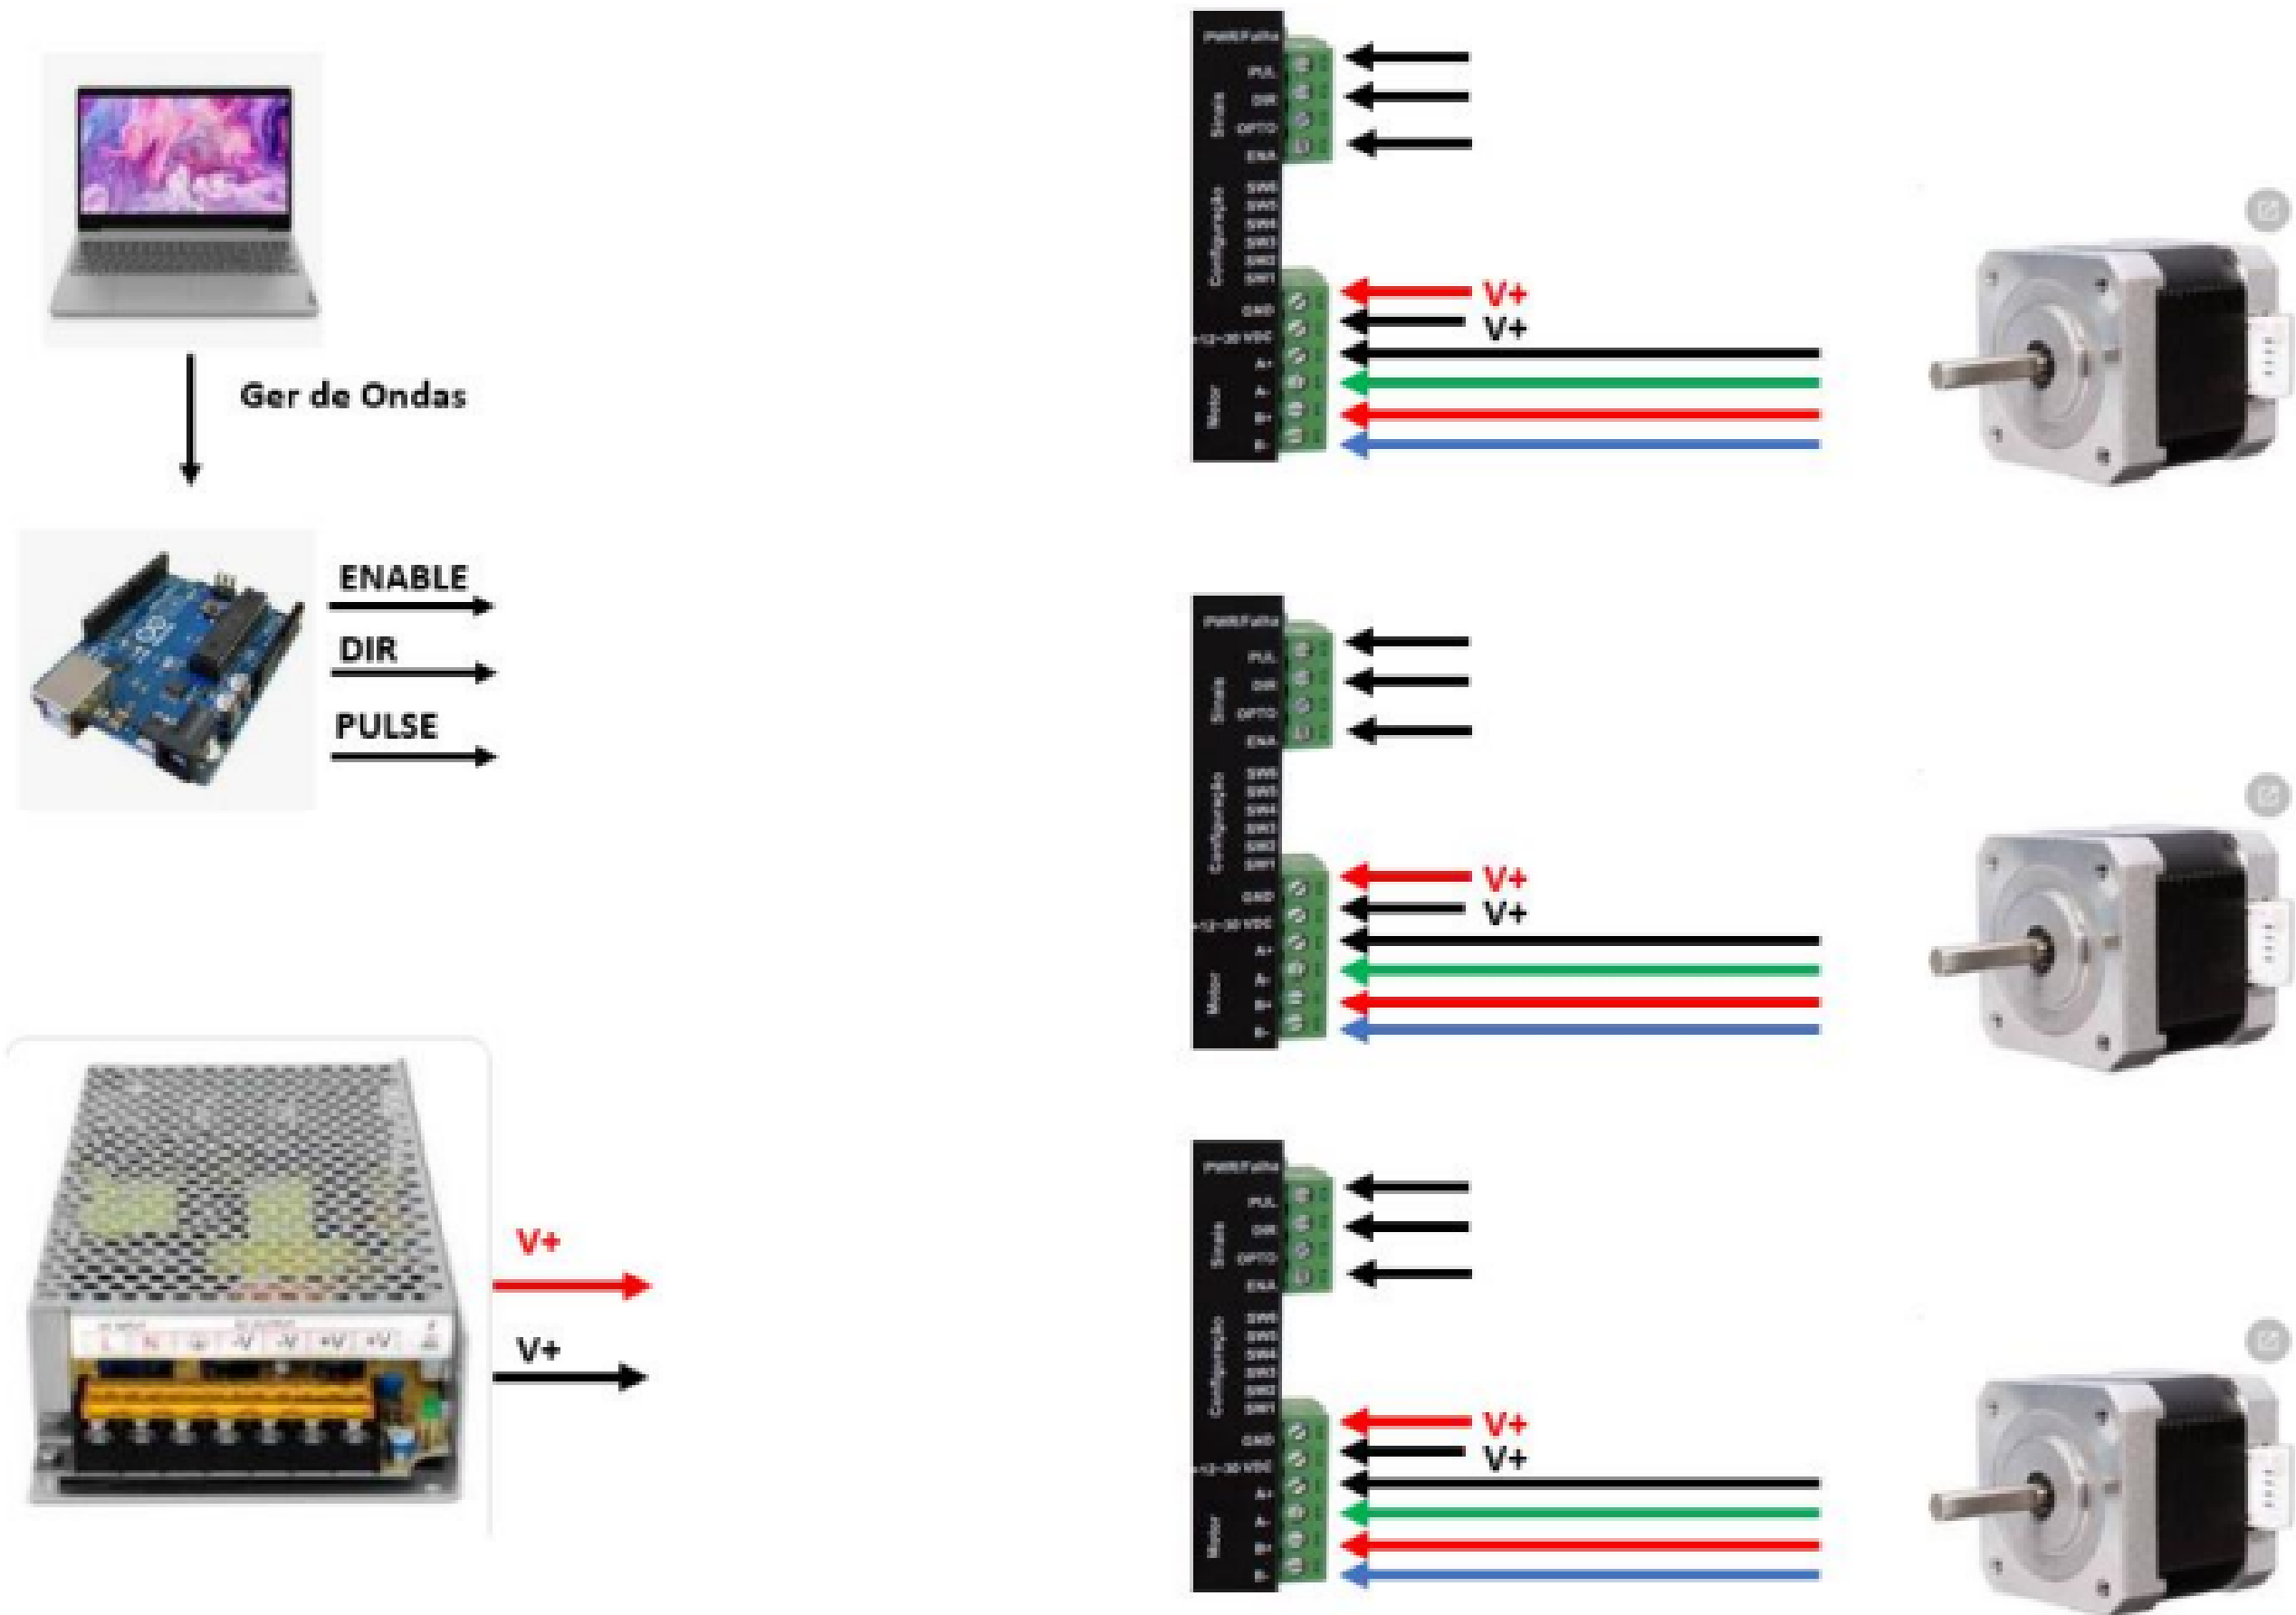 Ger de Ondas
ENABLE
DIR
PULSE
V+
V+
L N -V -V +V +V
PWR/Falha
PUL
DIR
OPTO
ENA
Sinais
SW6
SW5
SW4
SW3
SW2
SW1
Configuração
GND
+12~30 VDC
A+
A-
B+
B-
Motor
V+
V+
PWR/Falha
PUL
DIR
OPTO
ENA
Sinais
SW6
SW5
SW4
SW3
SW2
SW1
Configuração
GND
+12~30 VDC
A+
A-
B+
B-
Motor
V+
V+
PWR/Falha
PUL
DIR
OPTO
ENA
Sinais
SW6
SW5
SW4
SW3
SW2
SW1
Configuração
GND
+12~30 VDC
A+
A-
B+
B-
Motor
V+
V+